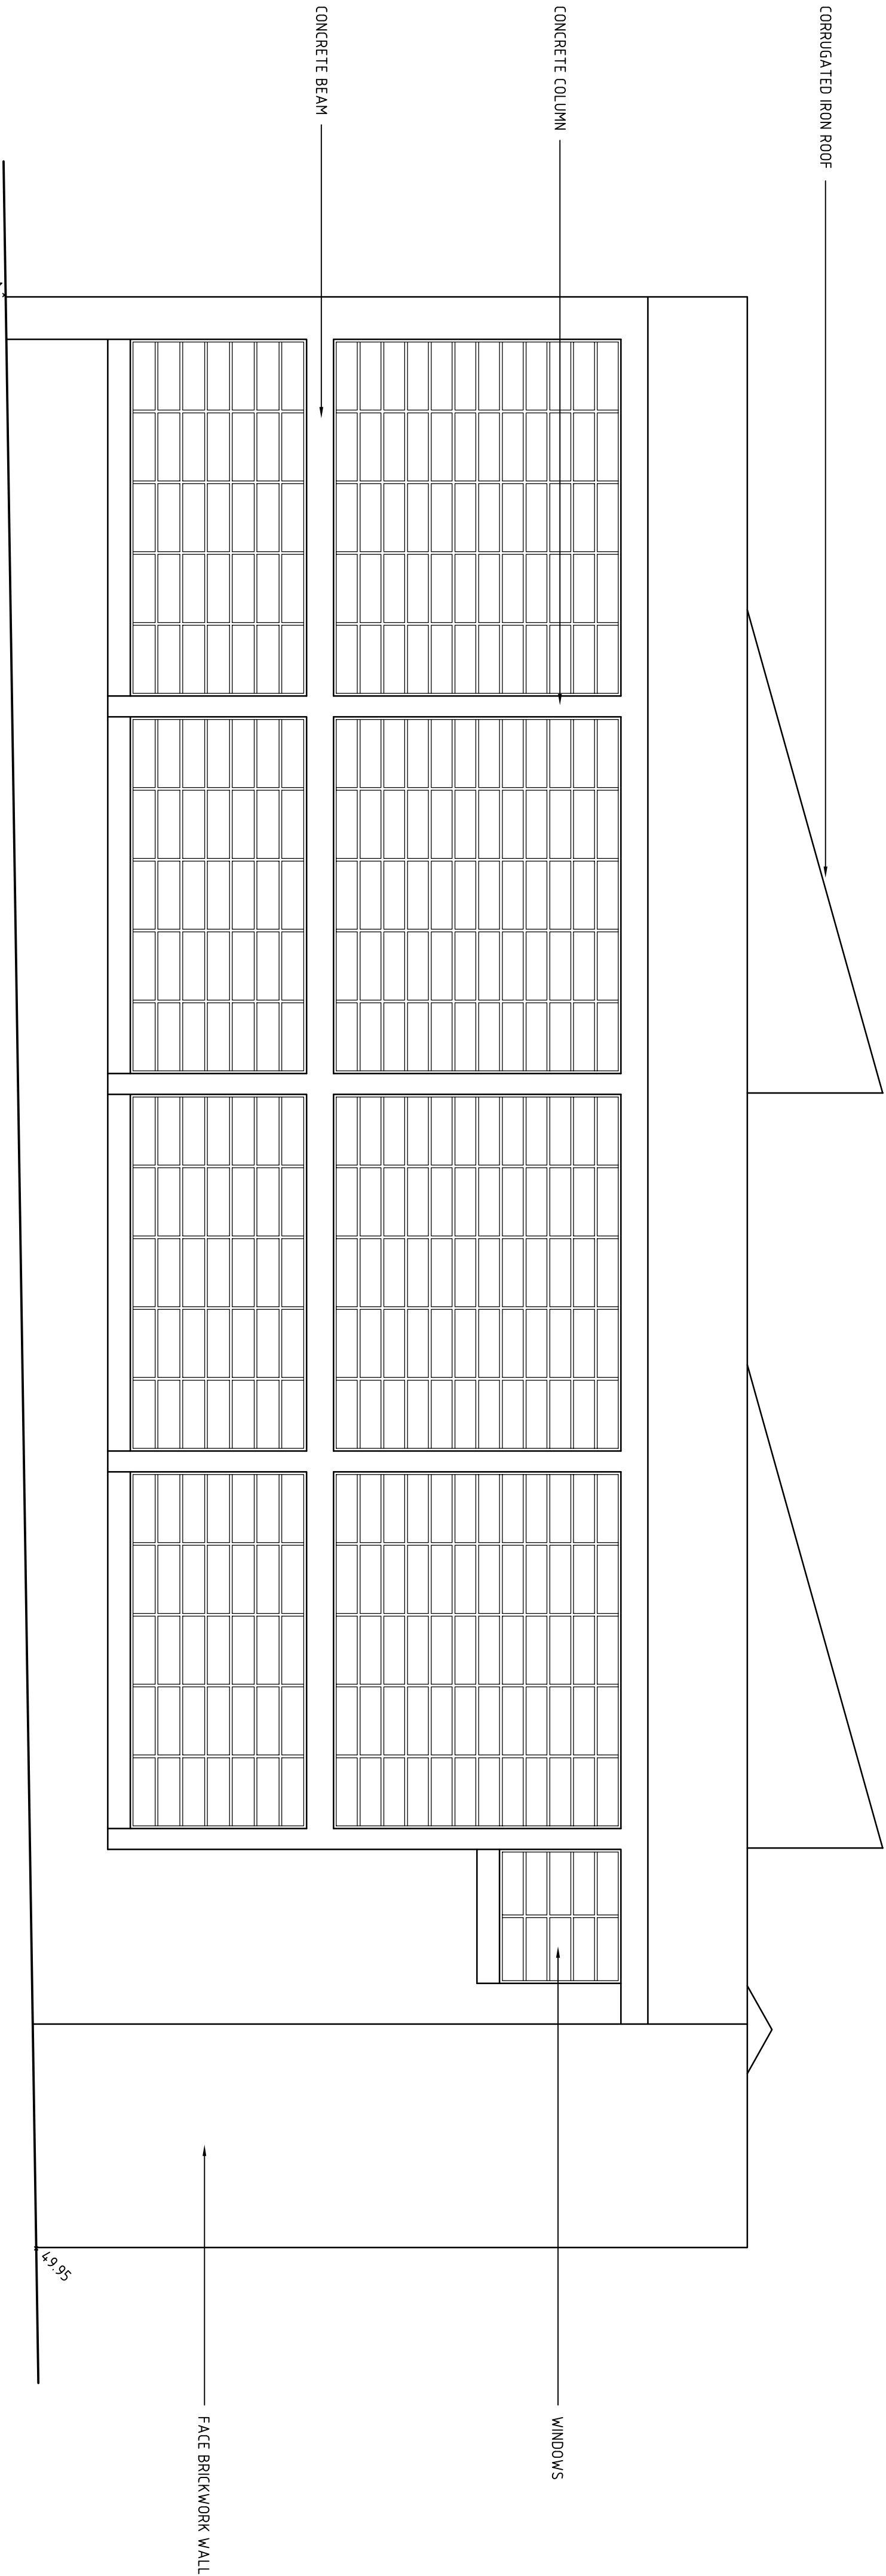 CORRUGATED IRON ROOF
CONCRETE COLUMN
CONCRETE BEAM
WINDOWS
FACE BRICKWORK WALL
49.95